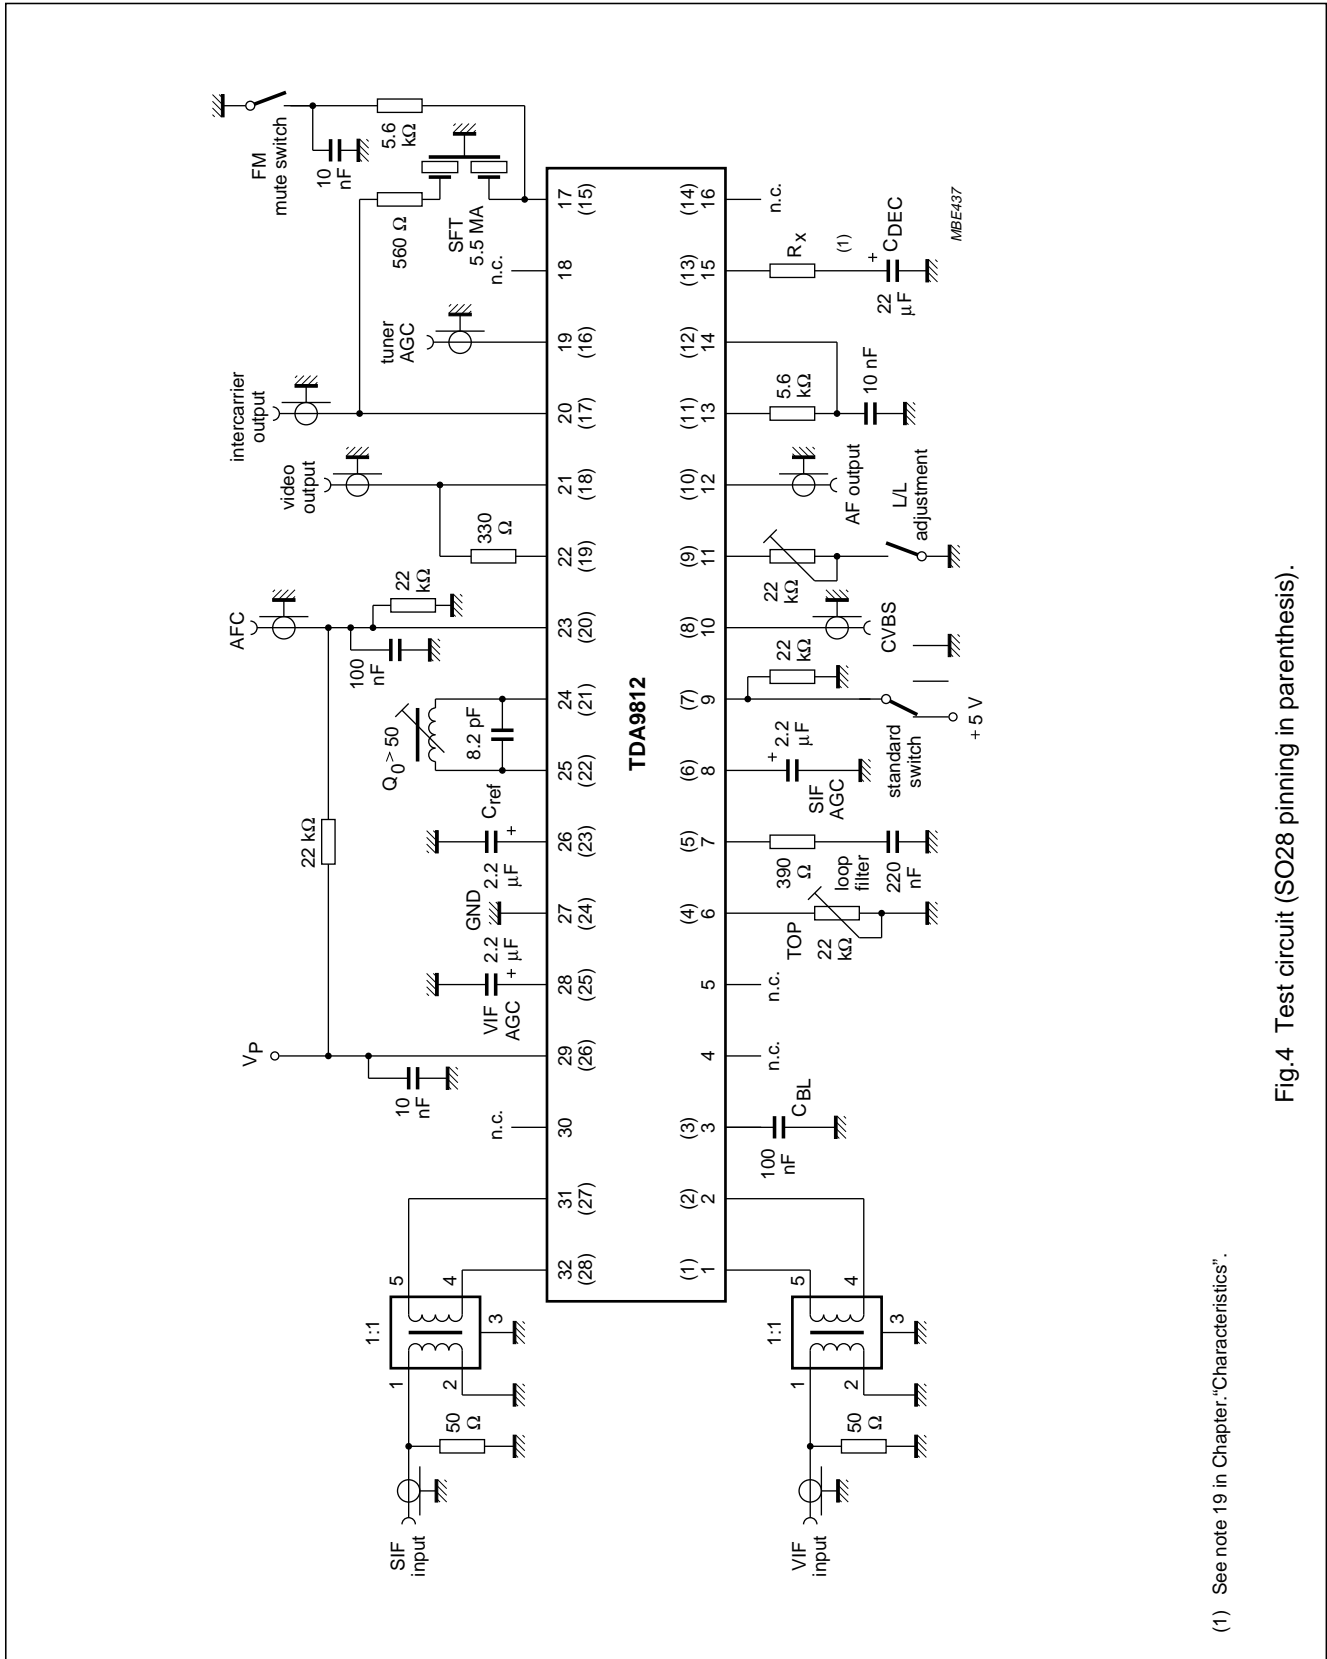 SIF
input
50
Ω
1:1
1
2
3
4
5
VIF
input
50
Ω
1:1
1
2
3
4
5
n.c.
VP
10
nF
22 kΩ
VIF
AGC
2.2
μF
+
GND
2.2
μF
+
Cref
Q0 > 50
8.2 pF
AFC
100
nF
22
kΩ
330
Ω
video
output
intercarrier
output
tuner
AGC
n.c.
560 Ω
SFT
5.5 MA
FM
mute switch
10
nF
5.6
kΩ
32
(28)
31
(27)
30
29
(26)
28
(25)
27
(24)
26
(23)
25
(22)
24
(21)
23
(20)
22
(19)
21
(18)
20
(17)
19
(16)
18
17
(15)
TDA9812
(1)
1
(2)
2
(3)
3
4
5
(4)
6
(5)
7
(6)
8
(7)
9
(8)
10
(9)
11
(10)
12
(11)
13
(12)
14
(13)
15
(14)
16
100
nF
CBL
n.c.
n.c.
TOP
22
kΩ
390
Ω
loop
filter
220
nF
SIF
AGC
+
2.2
μF
standard
switch
22
kΩ
+ 5 V
CVBS
22
kΩ
L/L
adjustment
AF output
5.6
kΩ
10 nF
Rx
(1)
22
μF
+
CDEC
n.c.
MBE437
(1) See note 19 in Chapter.“Characteristics”.
Fig.4 Test circuit (SO28 pinning in parenthesis).